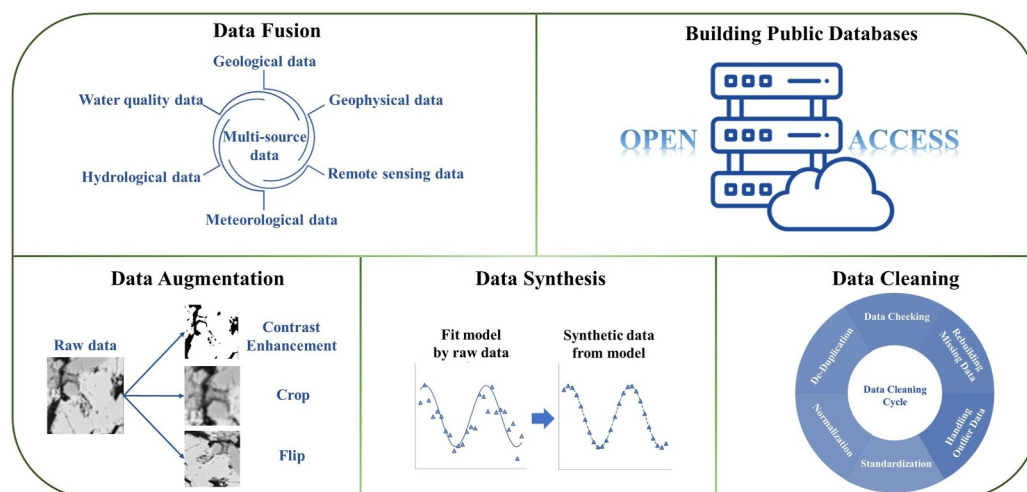 Data Fusion
Geological data
Water quality data
Geophysical data
Multi-source
data
Hydrological data
Remote sensing data
Meteorological data
Building Public Databases
OPEN
ACCESS
Data Augmentation
Raw data
Contrast
Enhancement
Crop
Flip
Data Synthesis
Fit model
by raw data
Synthetic data
from model
Data Cleaning
Data Checking
Rebuilding
Missing Data
Handling
Outlier Data
Standardization
Normalization
De-Duplication
Data Cleaning
Cycle